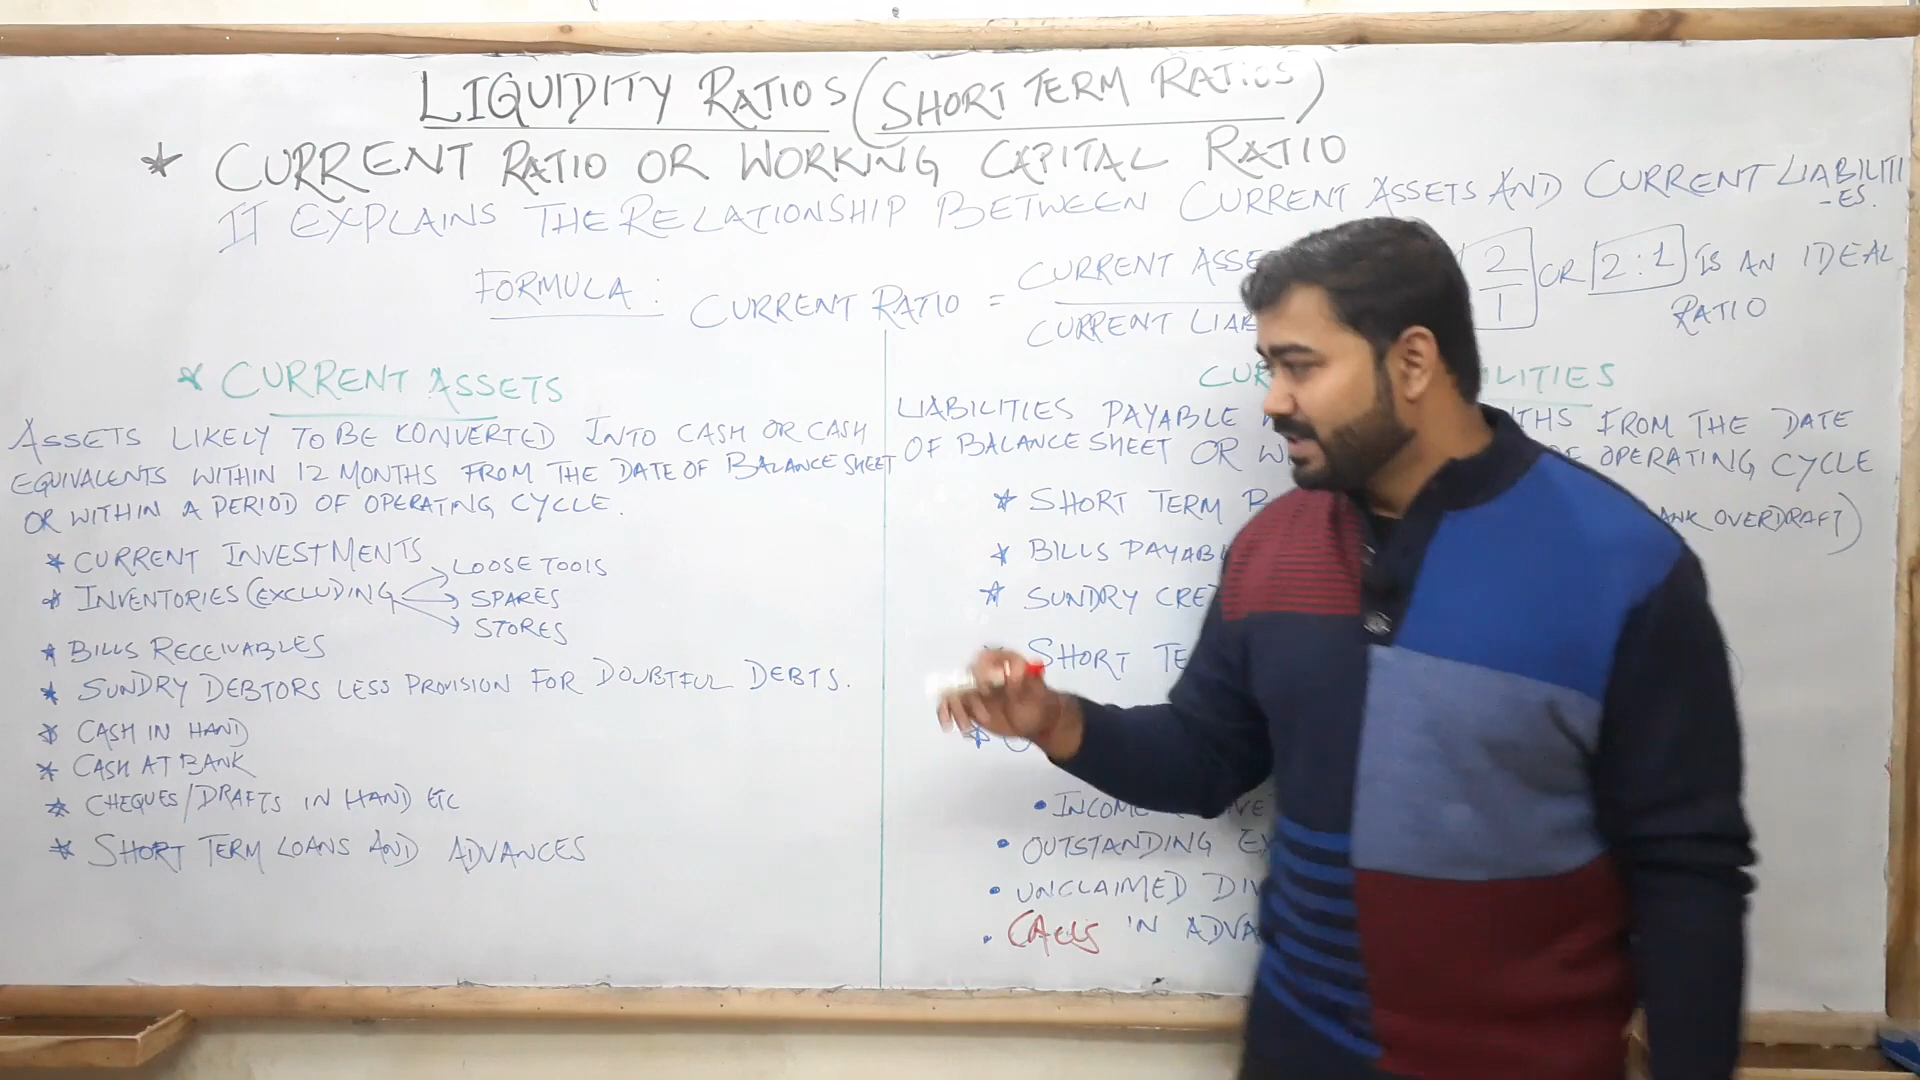 LIQUIDITY RATIOS (SHORT TERM RATIOS)
* CURRENT RATIO OR WORKING CAPITAL RATIO
IT EXPLAINS THE RELATIONSHIP BETWEEN CURRENT ASSETS AND CURRENT LIABILITI
-ES.
FORMULA : CURRENT RATIO = CURRENT ASSE
CURRENT LIAB
2/1 OR 2:1 IS AN IDEAL
RATIO
* CURRENT ASSETS
ASSETS LIKELY TO BE CONVERTED INTO CASH OR CASH
EQUIVALENTS WITHIN 12 MONTHS FROM THE DATE OF BALANCE SHEET
OR WITHIN A PERIOD OF OPERATING CYCLE.
* CURRENT INVESTMENTS
* INVENTORIES (EXCLUDING
LOOSE TOOLS
SPARES
STORES
* BILLS RECEIVABLES
* SUNDRY DEBTORS LESS PROVISION FOR DOUBTFUL DEBTS.
* CASH IN HAND
* CASH AT BANK
* CHEQUES/DRAFTS IN HAND ETC
* SHORT TERM LOANS AND ADVANCES
CUR ILITIES
LIABILITIES PAYABLE THS FROM THE DATE
OF BALANCE SHEET OR W OF OPERATING CYCLE
* SHORT TERM B ANK OVERDRAFT)
* BILLS PAYAB
* SUNDRY CRE
SHORT TE
*
• INCOME
• OUTSTANDING EX
• UNCLAIMED DIV
• CALLS IN ADVA